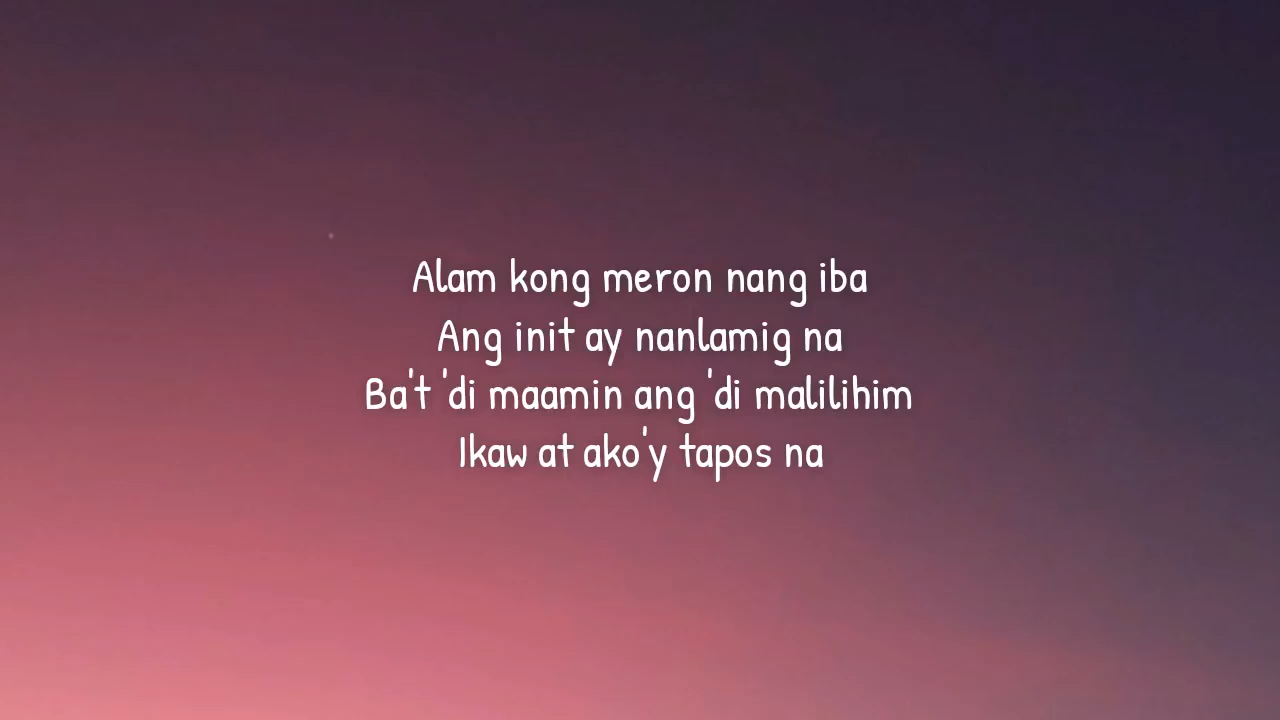 Alam kong meron nang iba
Ang init ay nanlamig na
Ba't 'di maamin ang 'di malilihim
Ikaw at ako'y tapos na